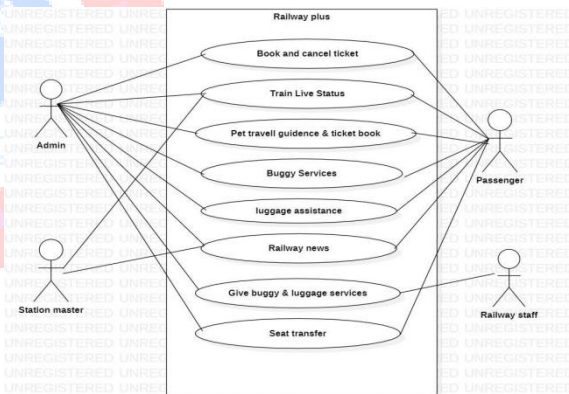 Railway plus
Book and cancel ticket
Train Live Status
Admin
Pet travell guidence & ticket book
Passenger
Buggy Services
luggage assistance
Railway news
Station master
Give buggy & luggage services
Railway staff
Seat transfer
UNREGISTERED